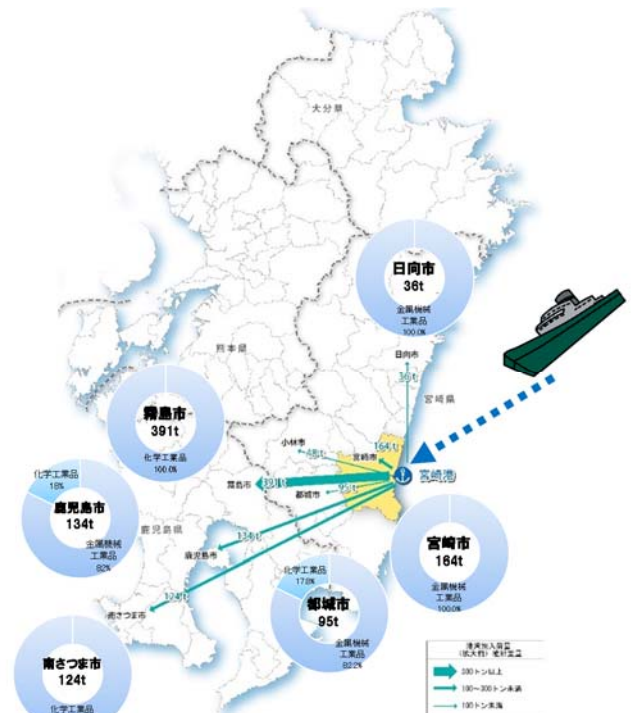 大分県
日向市
36t
金属機械
工業品
100.0%
日向市
36t
熊本県
宮崎県
霧島市
391t
化学工業品
100.0%
小林市
48t
宮崎市
164t
宮崎港
霧島市
391t
都城市
95t
化学工業品
18%
鹿児島市
134t
金属機械
工業品
82%
鹿児島県
鹿児島市
134t
宮崎市
164t
金属機械
工業品
100.0%
化学工業品
17.8%
都城市
95t
金属機械
工業品
82.2%
南さつま市
124t
南さつま市
124t
化学工業品
300トン以上
100～300トン未満
100トン未満